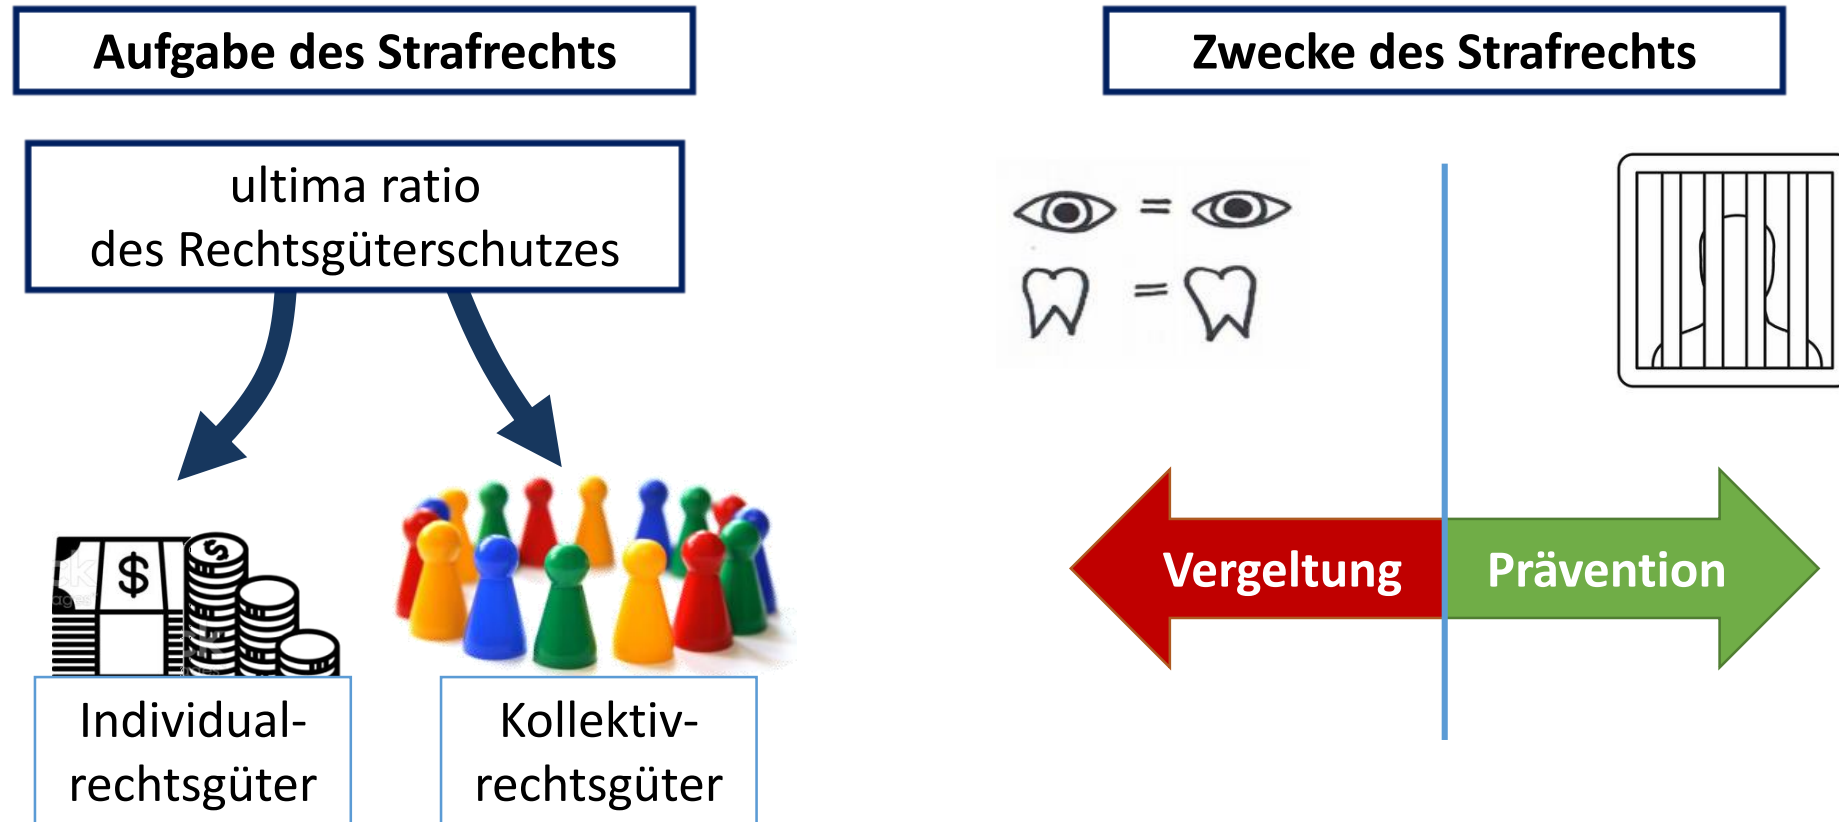 Aufgabe des Strafrechts
ultima ratio
des Rechtsgüterschutzes
$
$
Individual-
rechtsgüter
Kollektiv-
rechtsgüter
Zwecke des Strafrechts
=
=
Vergeltung
Prävention